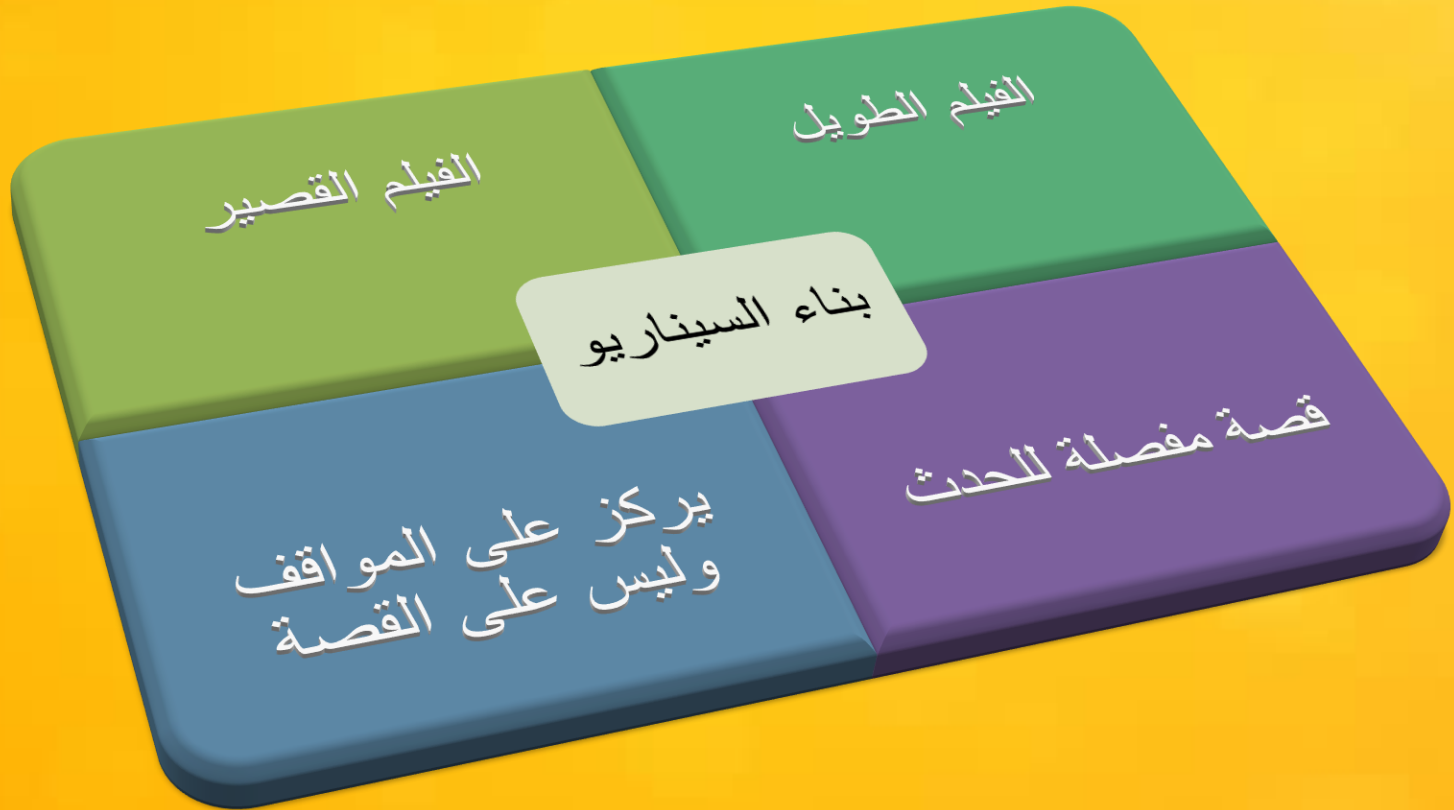 الفيلم الطويل
الفيلم القصير
بناء السيناريو
قصة مفصلة للحدث
يركز على المواقف
وليس على القصة